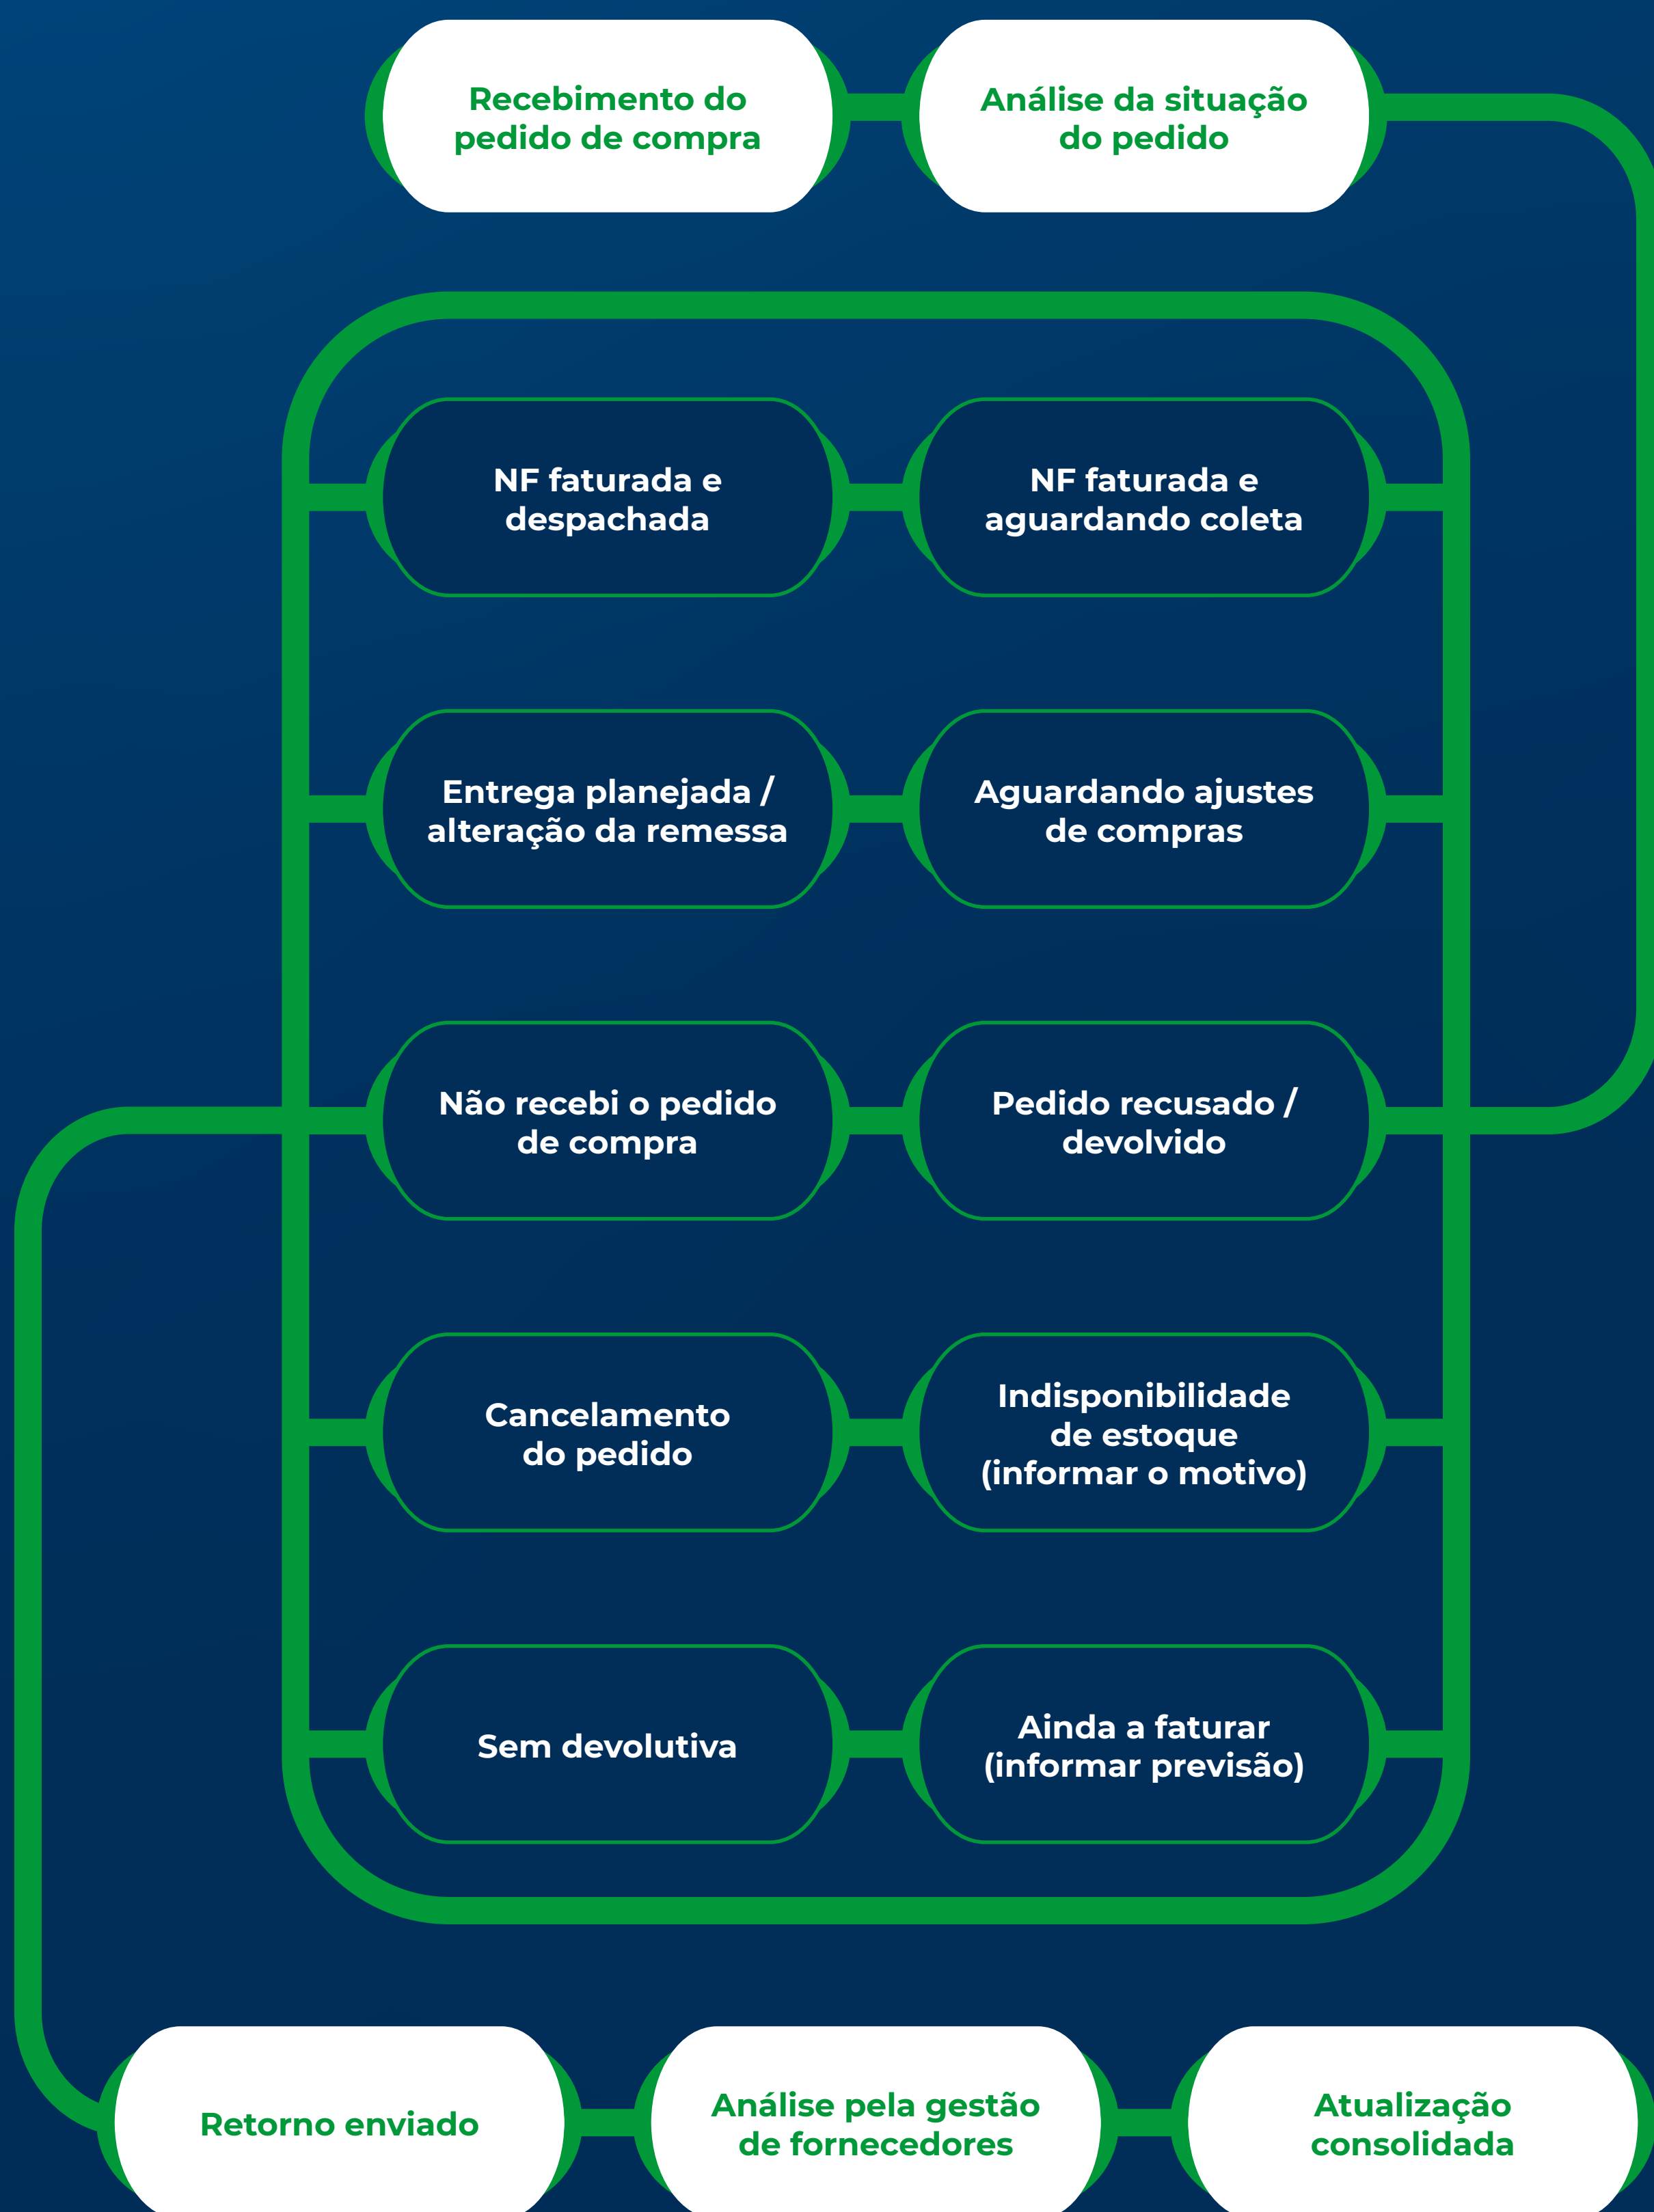 Recebimento do
pedido de compra
Análise da situação
do pedido
NF faturada e
despachada
NF faturada e
aguardando coleta
Entrega planejada /
alteração da remessa
Aguardando ajustes
de compras
Não recebi o pedido
de compra
Pedido recusado /
devolvido
Cancelamento
do pedido
Indisponibilidade
de estoque
(informar o motivo)
Sem devolutiva
Ainda a faturar
(informar previsão)
Retorno enviado
Análise pela gestão
de fornecedores
Atualização
consolidada